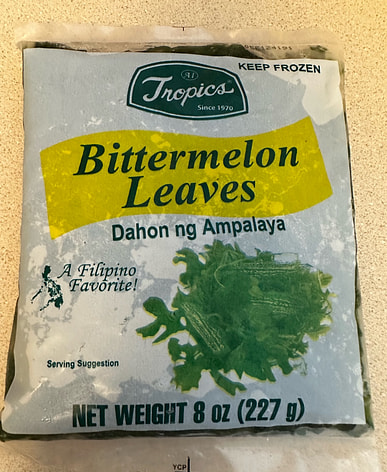 KEEP FROZEN
A1
Tropics
Since 1970
Bittermelon
Leaves
Dahon ng Ampalaya
A Filipino
Favorite!
Serving Suggestion
NET WEIGHT 8 oz (227 g)
YCP